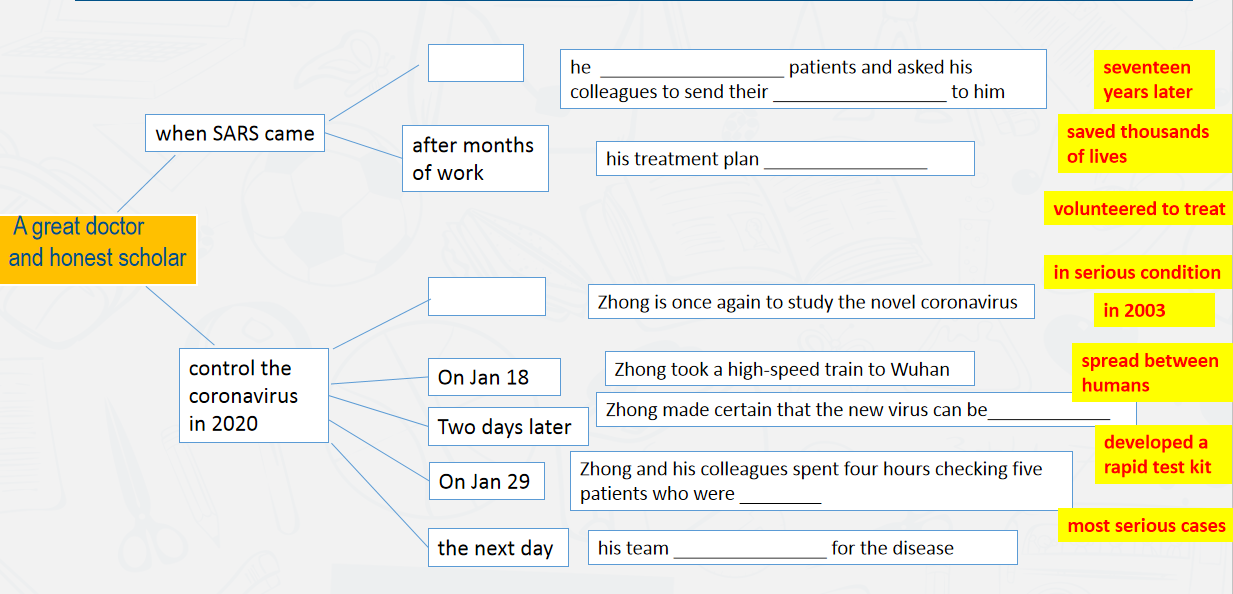 he __________________ patients and asked his
colleagues to send their _________________ to him
when SARS came
after months
of work
his treatment plan ________________
A great doctor
and honest scholar
Zhong is once again to study the novel coronavirus
control the
coronavirus
in 2020
On Jan 18
Zhong took a high-speed train to Wuhan
Two days later
Zhong made certain that the new virus can be____________
On Jan 29
Zhong and his colleagues spent four hours checking five
patients who were ________
the next day
his team _______________ for the disease
seventeen
years later
saved thousands
of lives
volunteered to treat
in serious condition
in 2003
spread between
humans
developed a
rapid test kit
most serious cases